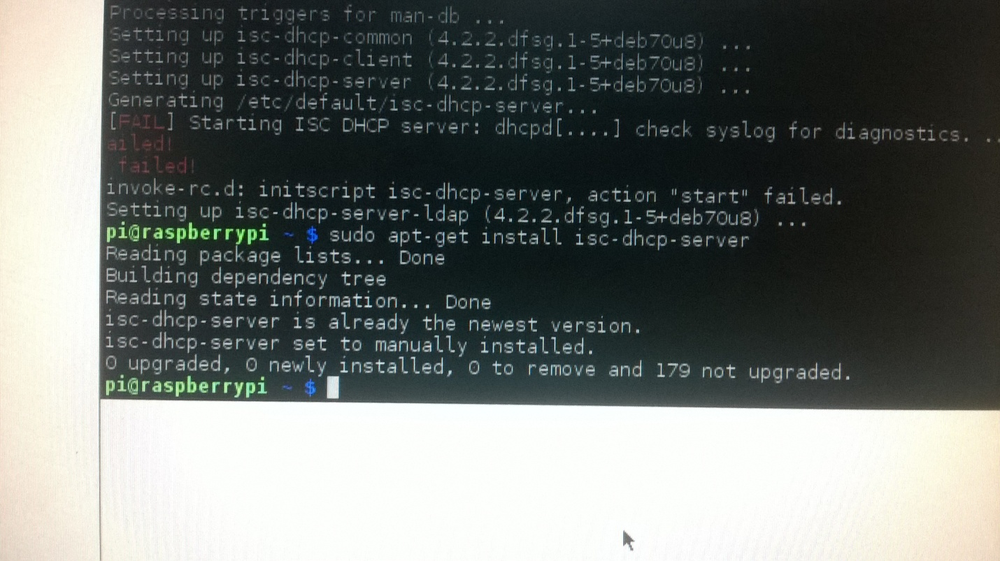 Processing triggers for man-db ...
Setting up isc-dhcp-common (4.2.2.dfsg.1-5+deb70u8) ...
Setting up isc-dhcp-client (4.2.2.dfsg.1-5+deb70u8) ...
Setting up isc-dhcp-server (4.2.2.dfsg.1-5+deb70u8) ...
Generating /etc/default/isc-dhcp-server...
[FAIL] Starting ISC DHCP server: dhcpd[....] check syslog for diagnostics. ..
ailed!
 failed!
invoke-rc.d: initscript isc-dhcp-server, action "start" failed.
Setting up isc-dhcp-server-ldap (4.2.2.dfsg.1-5+deb70u8) ...
pi@raspberrypi ~ $ sudo apt-get install isc-dhcp-server
Reading package lists... Done
Building dependency tree
Reading state information... Done
isc-dhcp-server is already the newest version.
isc-dhcp-server set to manually installed.
0 upgraded, 0 newly installed, 0 to remove and 179 not upgraded.
pi@raspberrypi ~ $